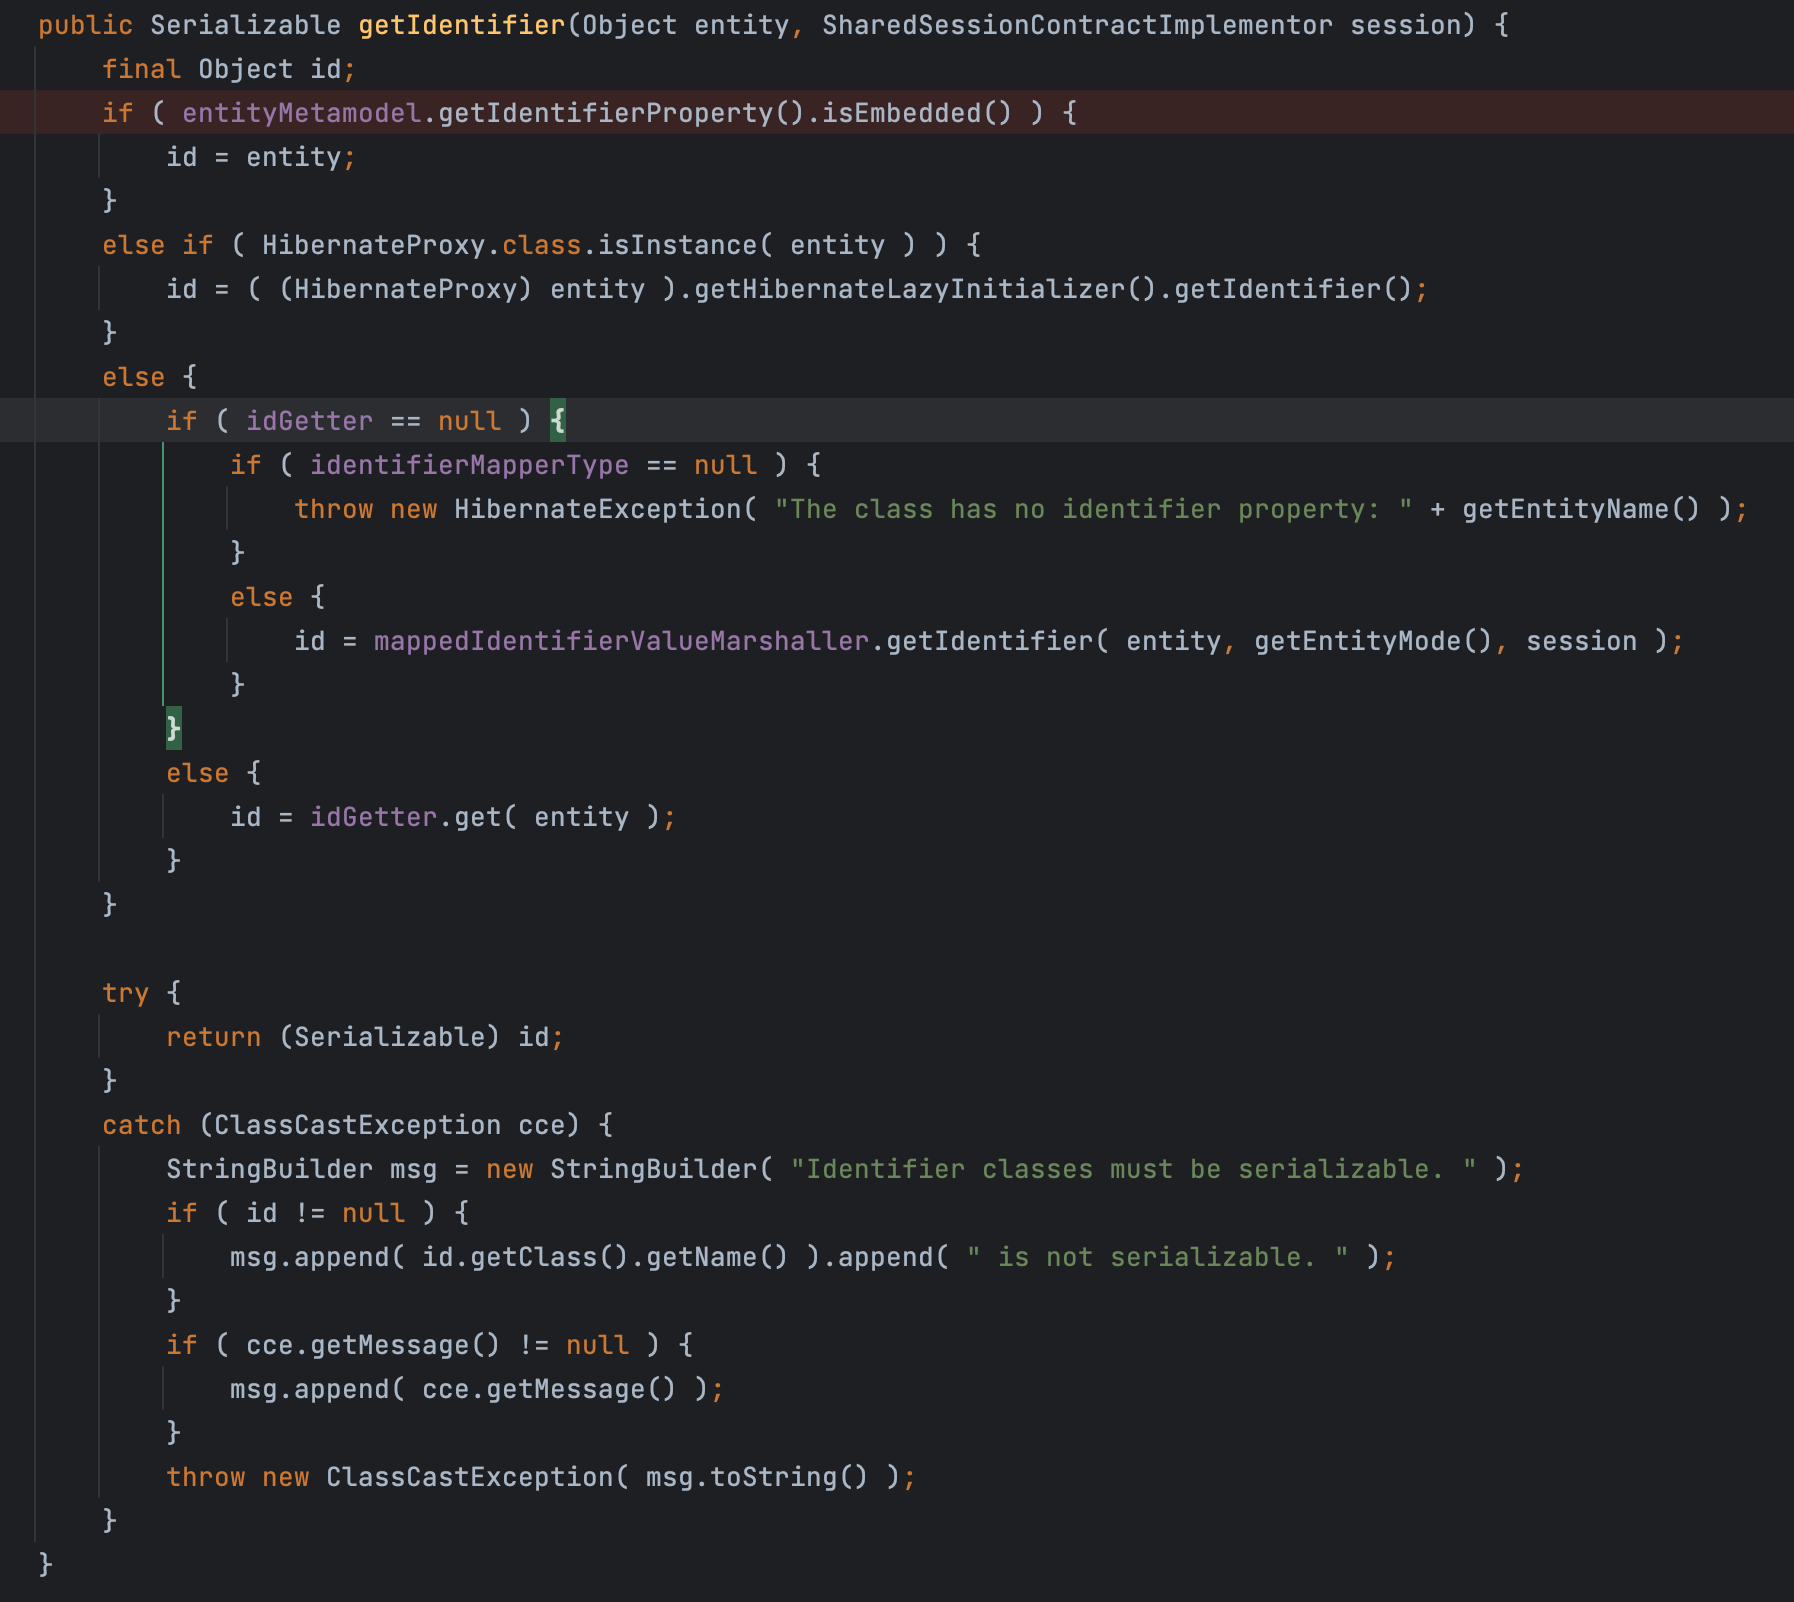 public Serializable getIdentifier(Object entity, SharedSessionContractImplementor session) {
    final Object id;
    if ( entityMetamodel.getIdentifierProperty().isEmbedded() ) {
        id = entity;
    }
    else if ( HibernateProxy.class.isInstance( entity ) ) {
        id = ( (HibernateProxy) entity ).getHibernateLazyInitializer().getIdentifier();
    }
    else {
        if ( idGetter == null ) {
            if ( identifierMapperType == null ) {
                throw new HibernateException( "The class has no identifier property: " + getEntityName() );
            }
            else {
                id = mappedIdentifierValueMarshaller.getIdentifier( entity, getEntityMode(), session );
            }
        }
        else {
            id = idGetter.get( entity );
        }
    }

    try {
        return (Serializable) id;
    }
    catch (ClassCastException cce) {
        StringBuilder msg = new StringBuilder( "Identifier classes must be serializable. " );
        if ( id != null ) {
            msg.append( id.getClass().getName() ).append( " is not serializable. " );
        }
        if ( cce.getMessage() != null ) {
            msg.append( cce.getMessage() );
        }
        throw new ClassCastException( msg.toString() );
    }
}